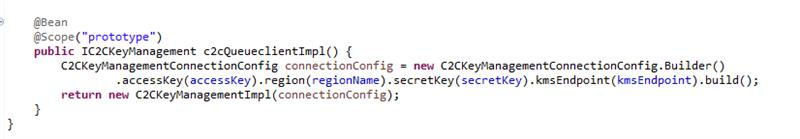 @Bean
@Scope("prototype")
public IC2CKeyManagement c2cQueueclientImpl() {
C2CKeyManagementConnectionConfig connectionConfig = new C2CKeyManagementConnectionConfig.Builder()
.accessKey(accessKey).region(regionName).secretKey(secretKey).kmsEndpoint(kmsEndpoint).build();
return new C2CKeyManagementImpl(connectionConfig);
}
}